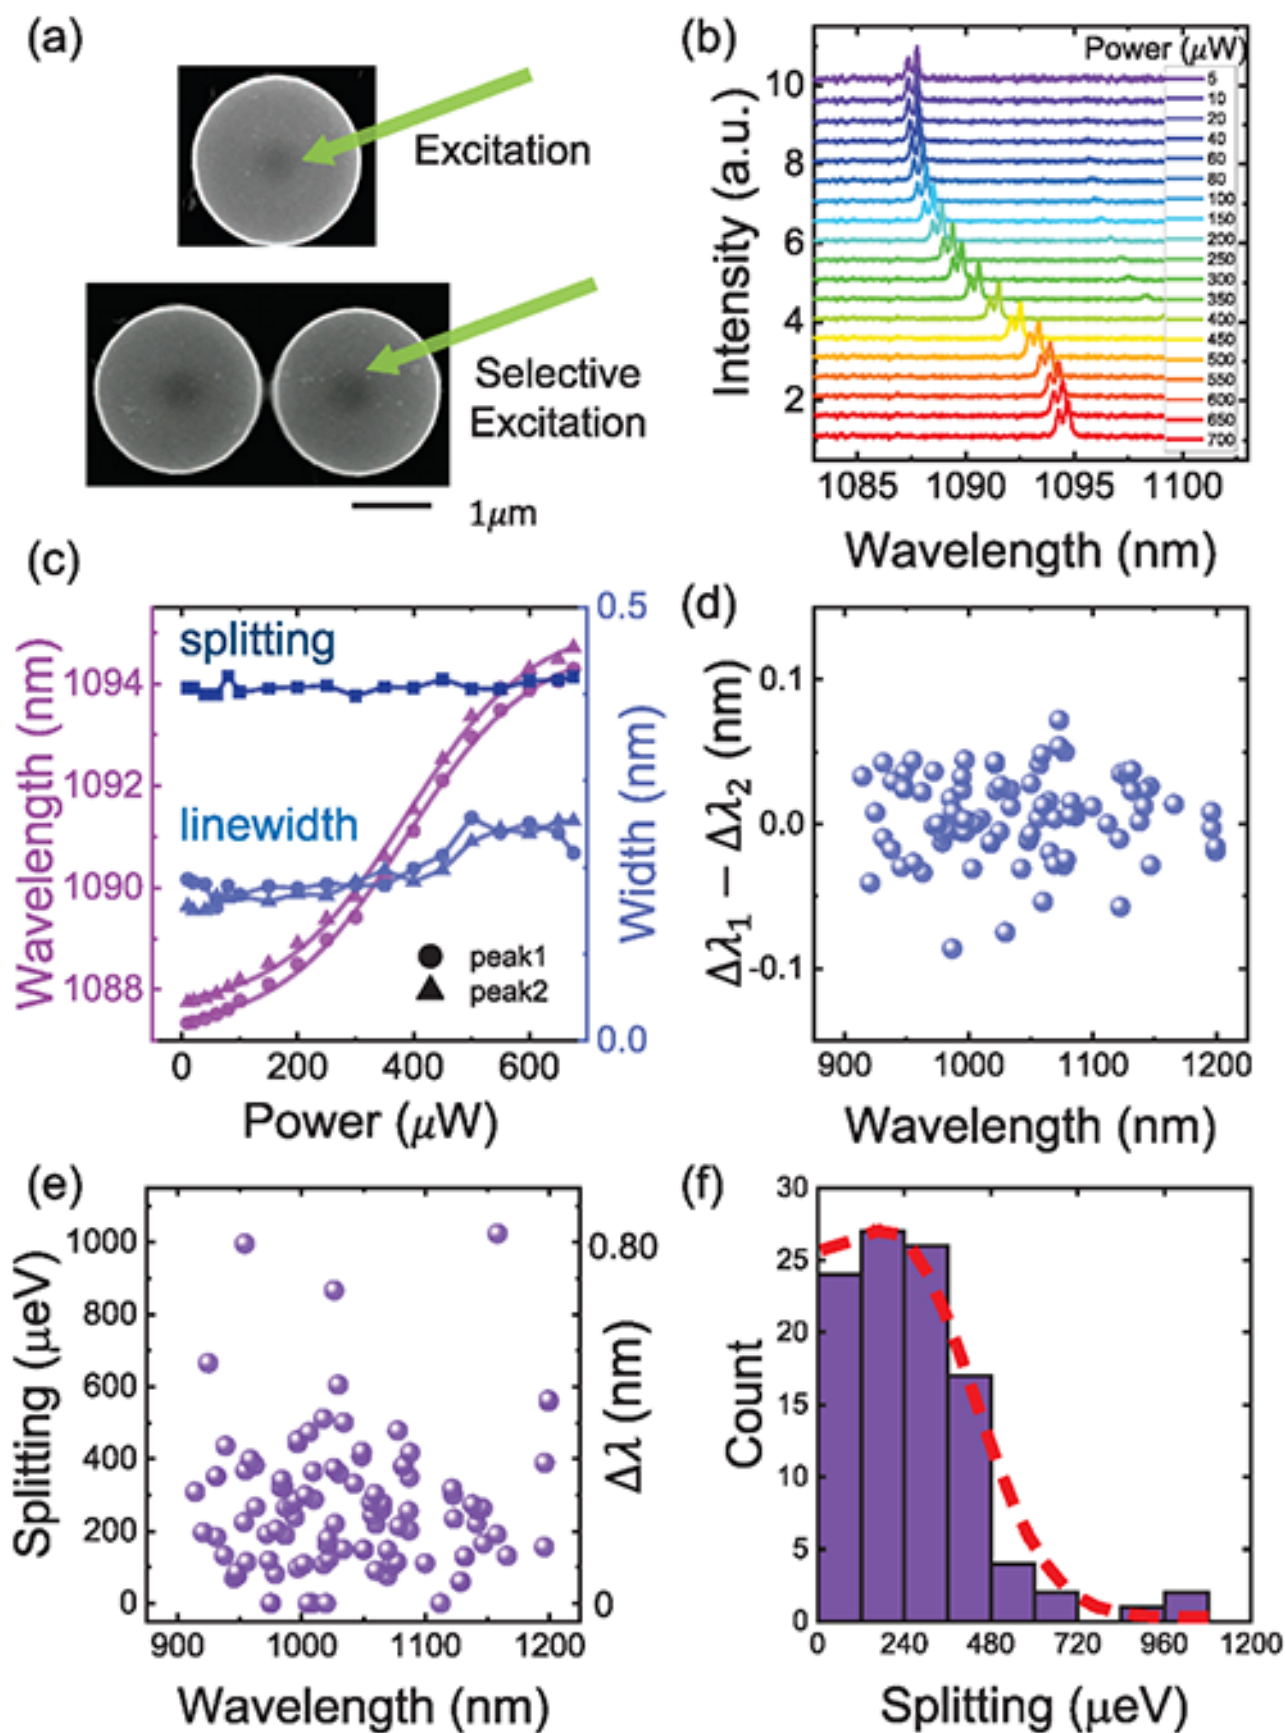 (a)
Excitation
Selective
Excitation
1μm
(b)
Power (μW)
5
10
20
40
60
80
100
150
200
250
300
350
400
450
500
550
600
650
700
10
8
6
4
2
Intensity (a.u.)
1085 1090 1095 1100
Wavelength (nm)
(c)
splitting
linewidth
peak1
peak2
1094
1092
1090
1088
Wavelength (nm)
0.5
0.0
Width (nm)
0 200 400 600
Power (μW)
(d)
0.1
0.0
-0.1
Δλ1 − Δλ2 (nm)
900 1000 1100 1200
Wavelength (nm)
(e)
1000
800
600
400
200
0
Splitting (μeV)
0.80
0
Δλ (nm)
900 1000 1100 1200
Wavelength (nm)
(f)
30
25
20
15
10
5
0
Count
0 240 480 720 960 1200
Splitting (μeV)